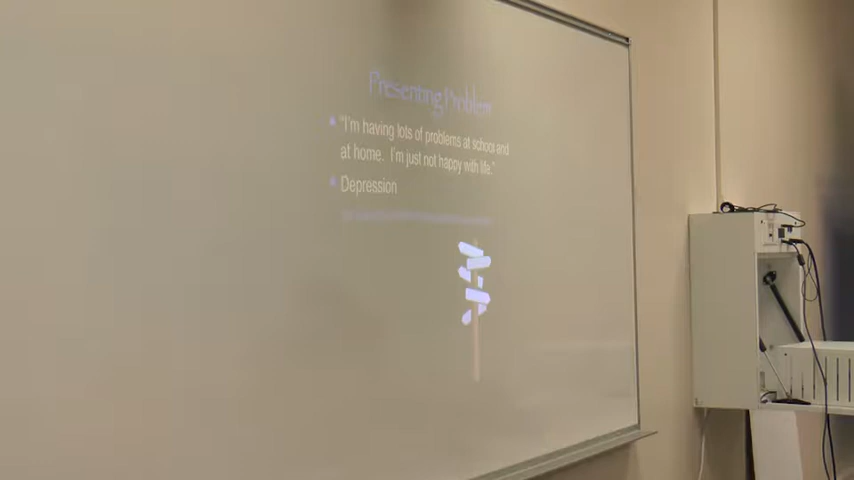 Presenting Problem
"I'm having lots of problems at school and
at home. I'm just not happy with life."
Depression